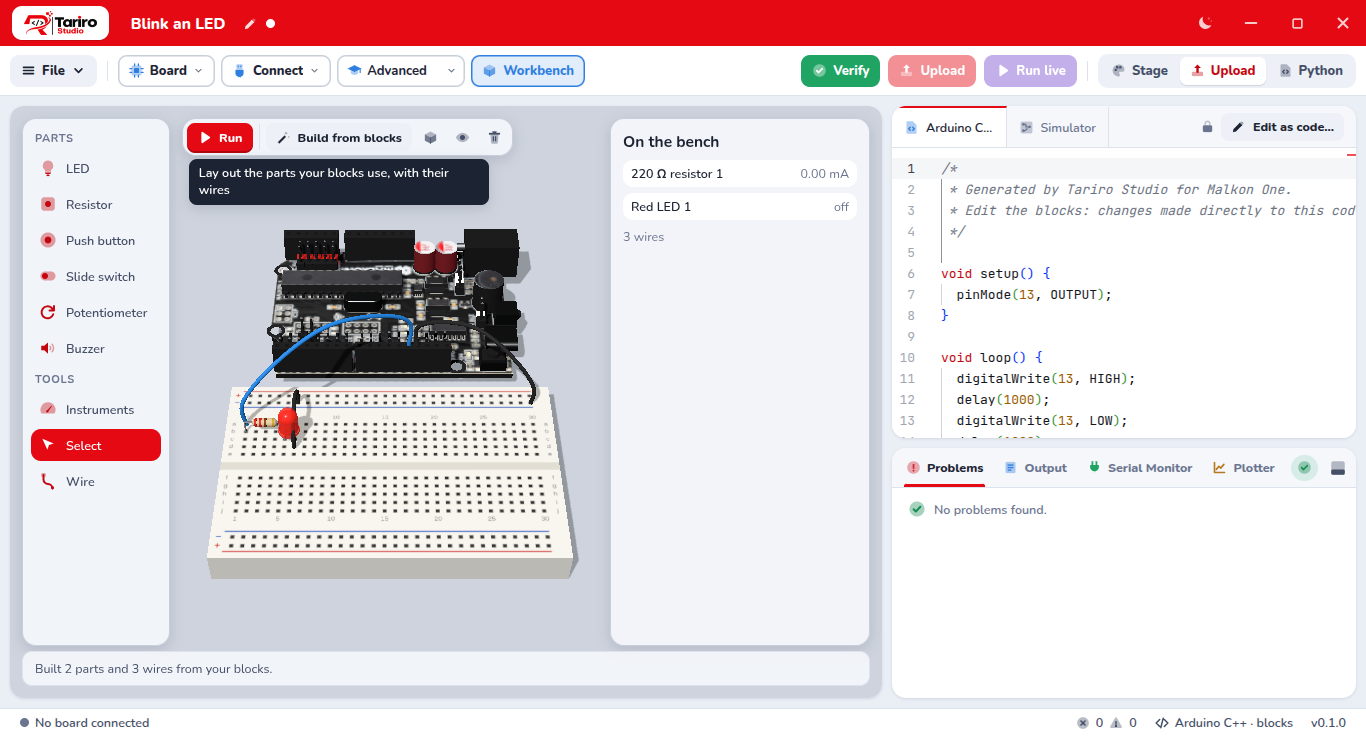 Tariro
Studio
Blink an LED
File
Board
Connect
Advanced
Workbench
Verify
Upload
Run live
Stage
Upload
Python
PARTS
LED
Resistor
Push button
Slide switch
Potentiometer
Buzzer
TOOLS
Instruments
Select
Wire
Run
Build from blocks
Lay out the parts your blocks use, with their
wires
On the bench
220 Ω resistor 1 0.00 mA
Red LED 1 off
3 wires
Built 2 parts and 3 wires from your blocks.
Arduino C...
Simulator
Edit as code...
1 /*
2 * Generated by Tariro Studio for Malkon One.
3 * Edit the blocks: changes made directly to this cod
4 */
5
6 void setup() {
7 pinMode(13, OUTPUT);
8 }
9
10 void loop() {
11 digitalWrite(13, HIGH);
12 delay(1000);
13 digitalWrite(13, LOW);
Problems
Output
Serial Monitor
Plotter
No problems found.
No board connected
0 0 Arduino C++ · blocks v0.1.0